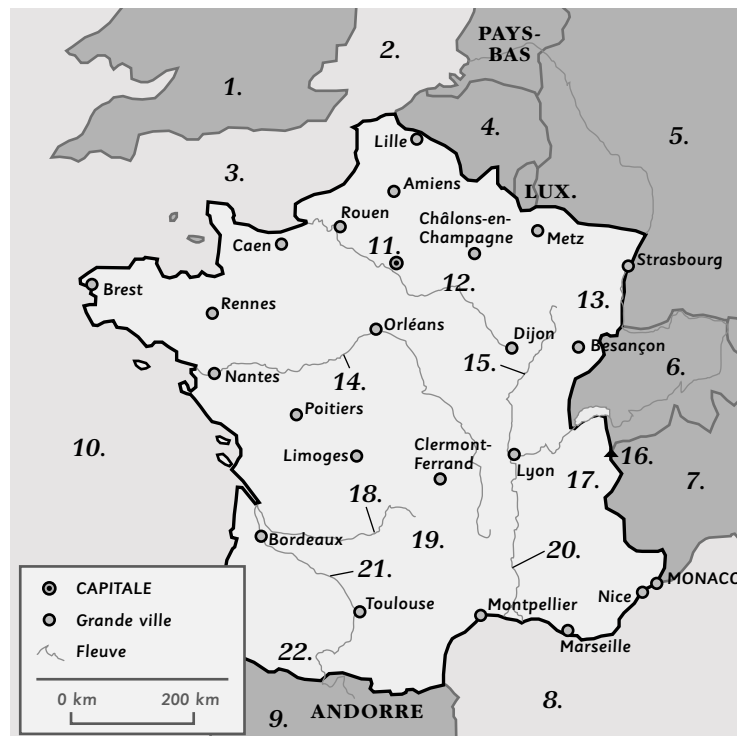 PAYS-
BAS
1.
2.
3.
4.
5.
LUX.
Lille
Amiens
Rouen
Châlons-en-
Champagne
Metz
Caen
11.
Strasbourg
12.
13.
Brest
Rennes
Orléans
Dijon
Besançon
15.
6.
14.
Nantes
Poitiers
10.
Limoges
Clermont-
Ferrand
Lyon
16.
17.
7.
18.
19.
Bordeaux
20.
21.
MONACO
Nice
Toulouse
Montpellier
Marseille
22.
8.
9.
ANDORRE
CAPITALE
Grande ville
Fleuve
0 km
200 km